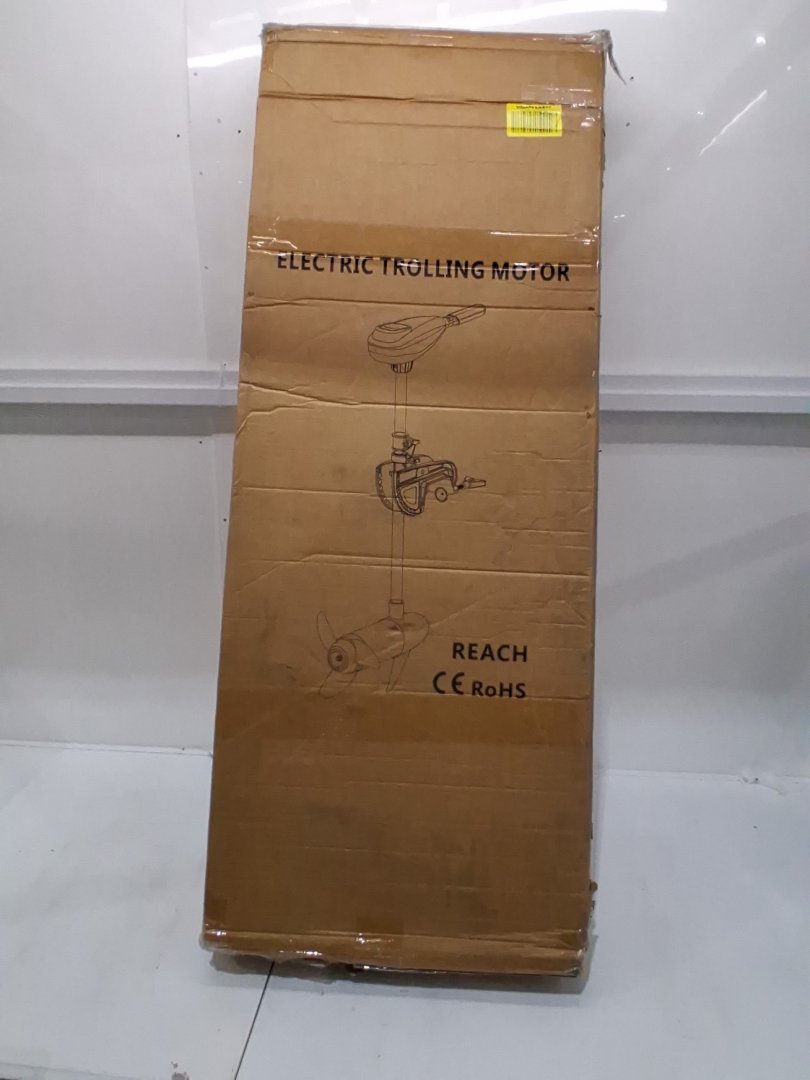 ELECTRIC TROLLING MOTOR
REACH
CE RoHS